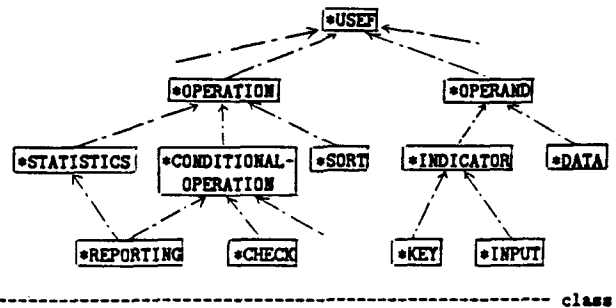 *USEF
*OPERATION *OPERAND
*STATISTICS *CONDITIONAL-
OPERATION *SORT *INDICATOR *DATA
*REPORTING *CHECK *KEY *INPUT
class